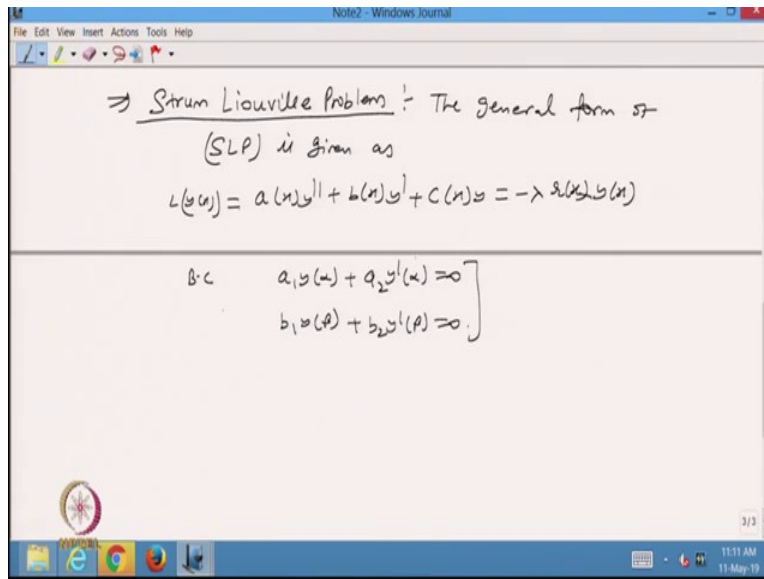 Note2 - Windows Journal
File Edit View Insert Actions Tools Help
⇒ Strum Liouville Problem :- The general form of
(SLP) is given as
L(y(x)) = a(x)y'' + b(x)y' + c(x)y = -λ r(x) y(x)
B.C a₁y(α) + a₂y'(α) = 0
b₁y(β) + b₂y'(β) = 0.
3/3
NPTEL
11:11 AM
11-May-19